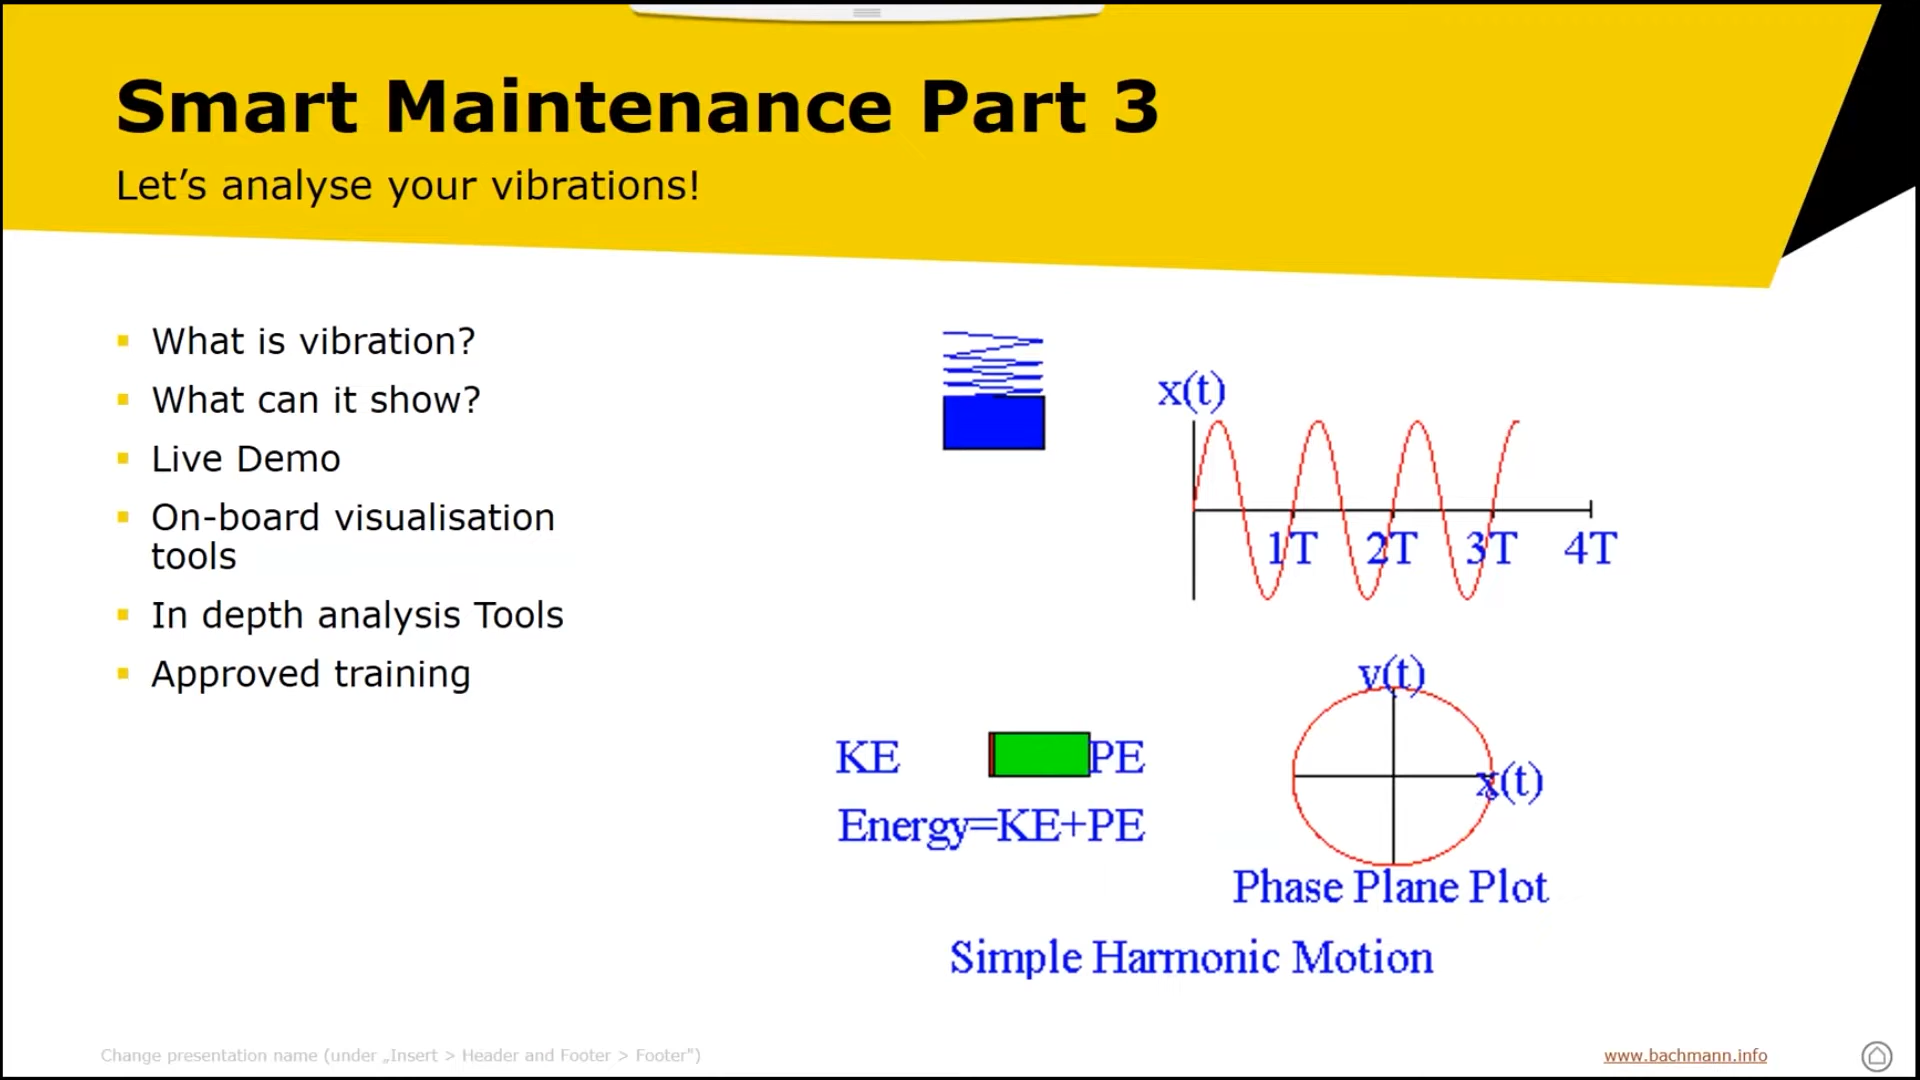 Smart Maintenance Part 3
Let’s analyse your vibrations!
What is vibration?
What can it show?
Live Demo
On-board visualisation
tools
In depth analysis Tools
Approved training
x(t)
1T 2T 3T 4T
v(t)
x(t)
KE PE
Energy=KE+PE
Phase Plane Plot
Simple Harmonic Motion
Change presentation name (under „Insert > Header and Footer > Footer")
www.bachmann.info